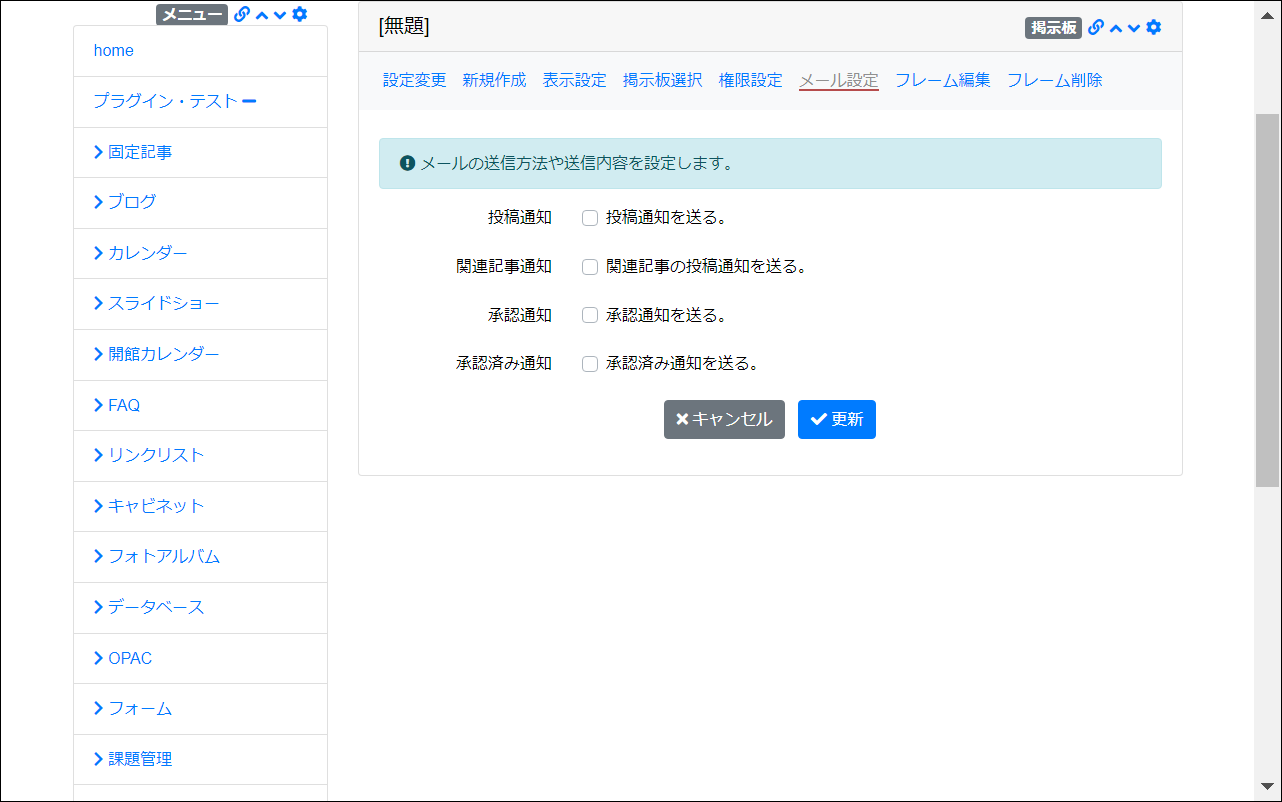 メニュー
home
プラグイン・テスト
固定記事
ブログ
カレンダー
スライドショー
開館カレンダー
FAQ
リンクリスト
キャビネット
フォトアルバム
データベース
OPAC
フォーム
課題管理
[無題]
掲示板
設定変更 新規作成 表示設定 掲示板選択 権限設定 メール設定 フレーム編集 フレーム削除
メールの送信方法や送信内容を設定します。
投稿通知 投稿通知を送る。
関連記事通知 関連記事の投稿通知を送る。
承認通知 承認通知を送る。
承認済み通知 承認済み通知を送る。
キャンセル 更新